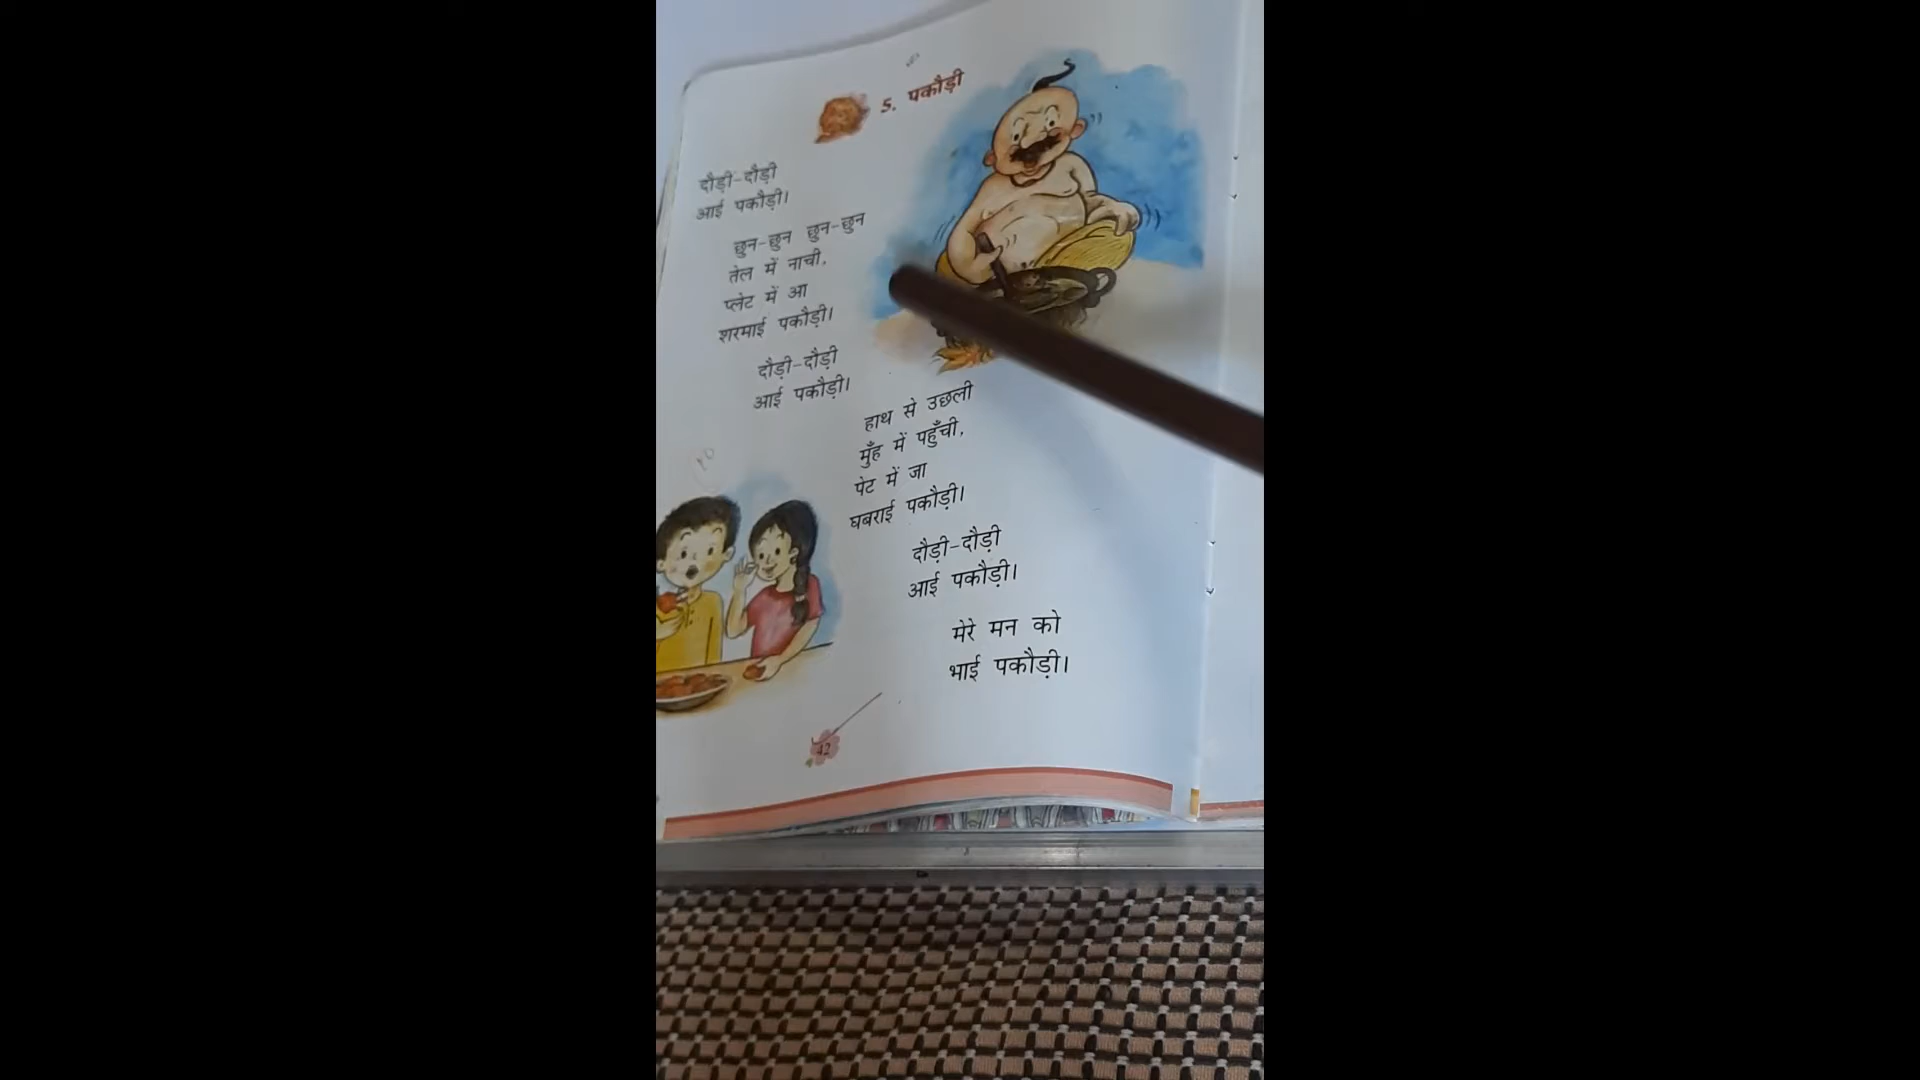 5. पकौड़ी
दौड़ी-दौड़ी
आई पकौड़ी।
छुन-छुन छुन-छुन
तेल में नाची,
प्लेट में आ
शरमाई पकौड़ी।
दौड़ी-दौड़ी
आई पकौड़ी।
हाथ से उछली
मुँह में पहुँची,
पेट में जा
घबराई पकौड़ी।
दौड़ी-दौड़ी
आई पकौड़ी।
मेरे मन को
भाई पकौड़ी।
42